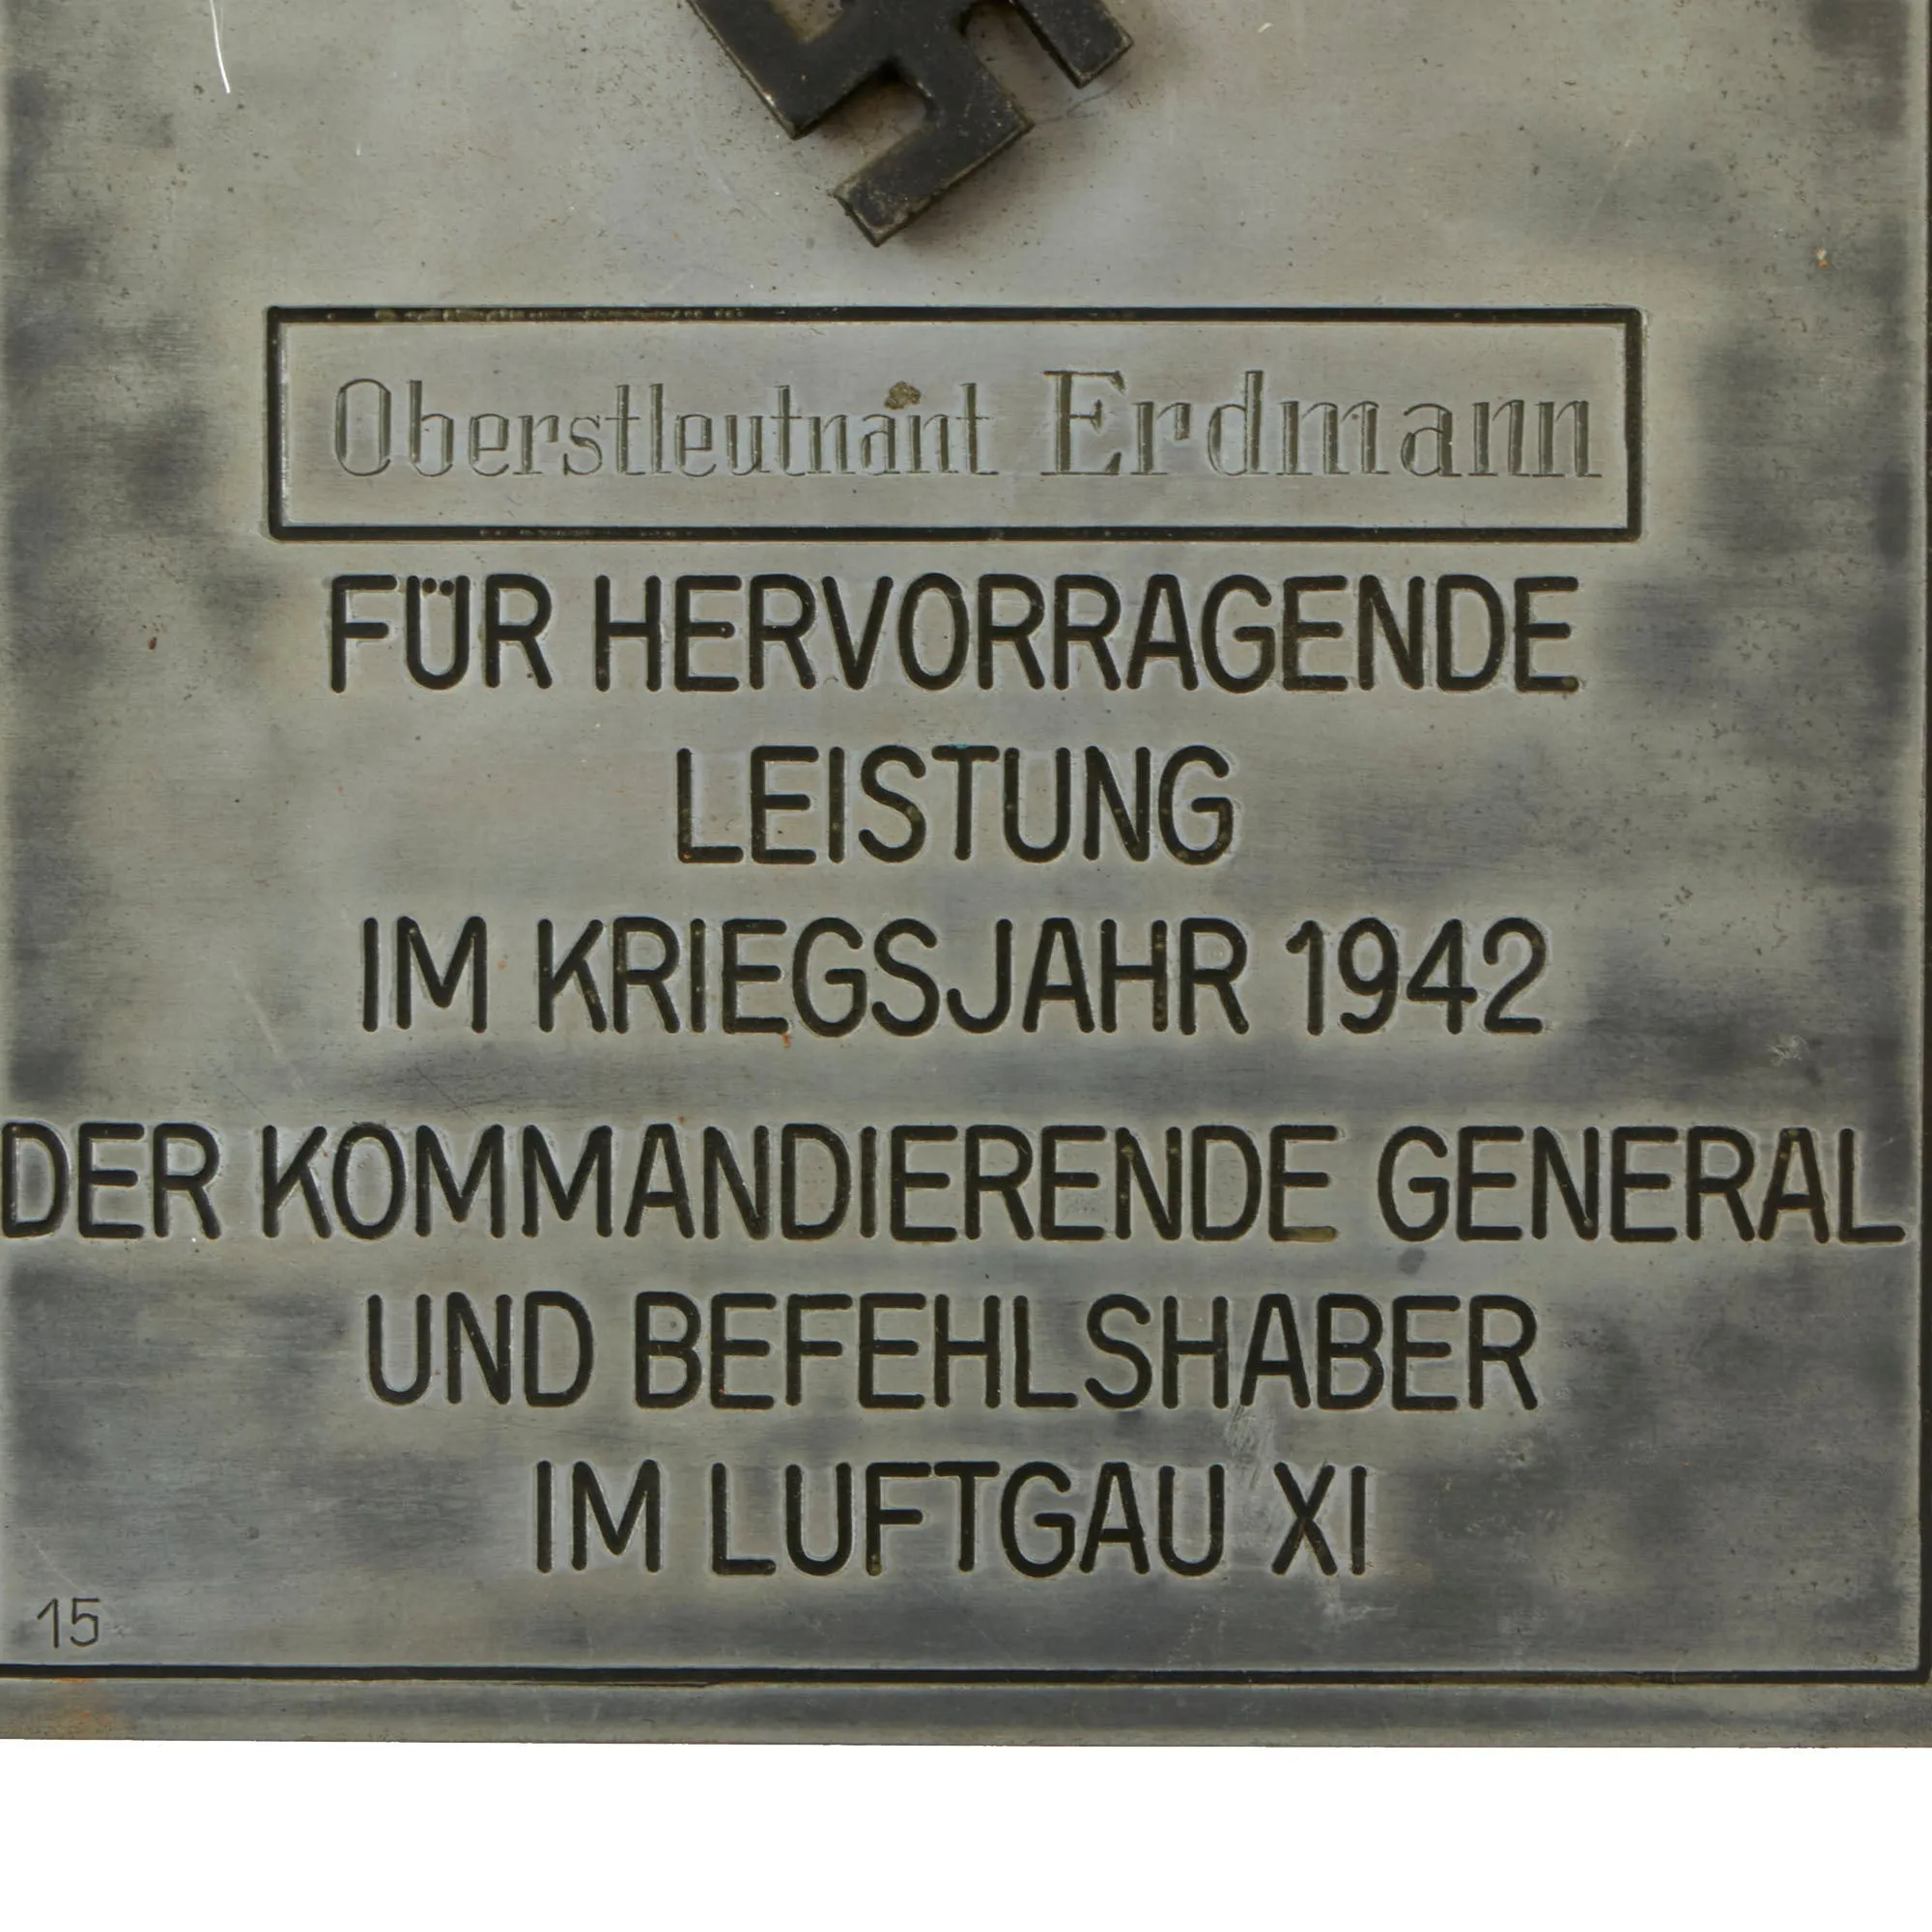 Oberstleutnant Erdmann
FÜR HERVORRAGENDE
LEISTUNG
IM KRIEGSJAHR 1942
DER KOMMANDIERENDE GENERAL
UND BEFEHLSHABER
IM LUFTGAU XI
15